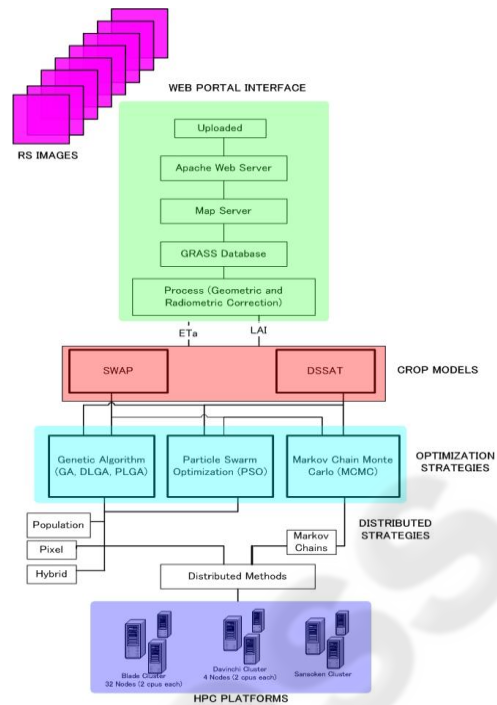 WEB PORTAL INTERFACE
RS IMAGES
Uploaded
Apache Web Server
Map Server
GRASS Database
Process (Geometric and
Radiometric Correction)
ETa
LAI
SWAP
DSSAT
CROP MODELS
Genetic Algorithm
(GA, DLGA, PLGA)
Particle Swarm
Optimization (PSO)
Markov Chain Monte
Carlo (MCMC)
OPTIMIZATION
STRATEGIES
Population
Pixel
Hybrid
Markov
Chains
DISTRIBUTED
STRATEGIES
Distributed Methods
Blade Cluster
32 Nodes (2 cpus each)
Davinchi Cluster
4 Nodes (2 cpus each)
Sansoken Cluster
HPC PLATFORMS